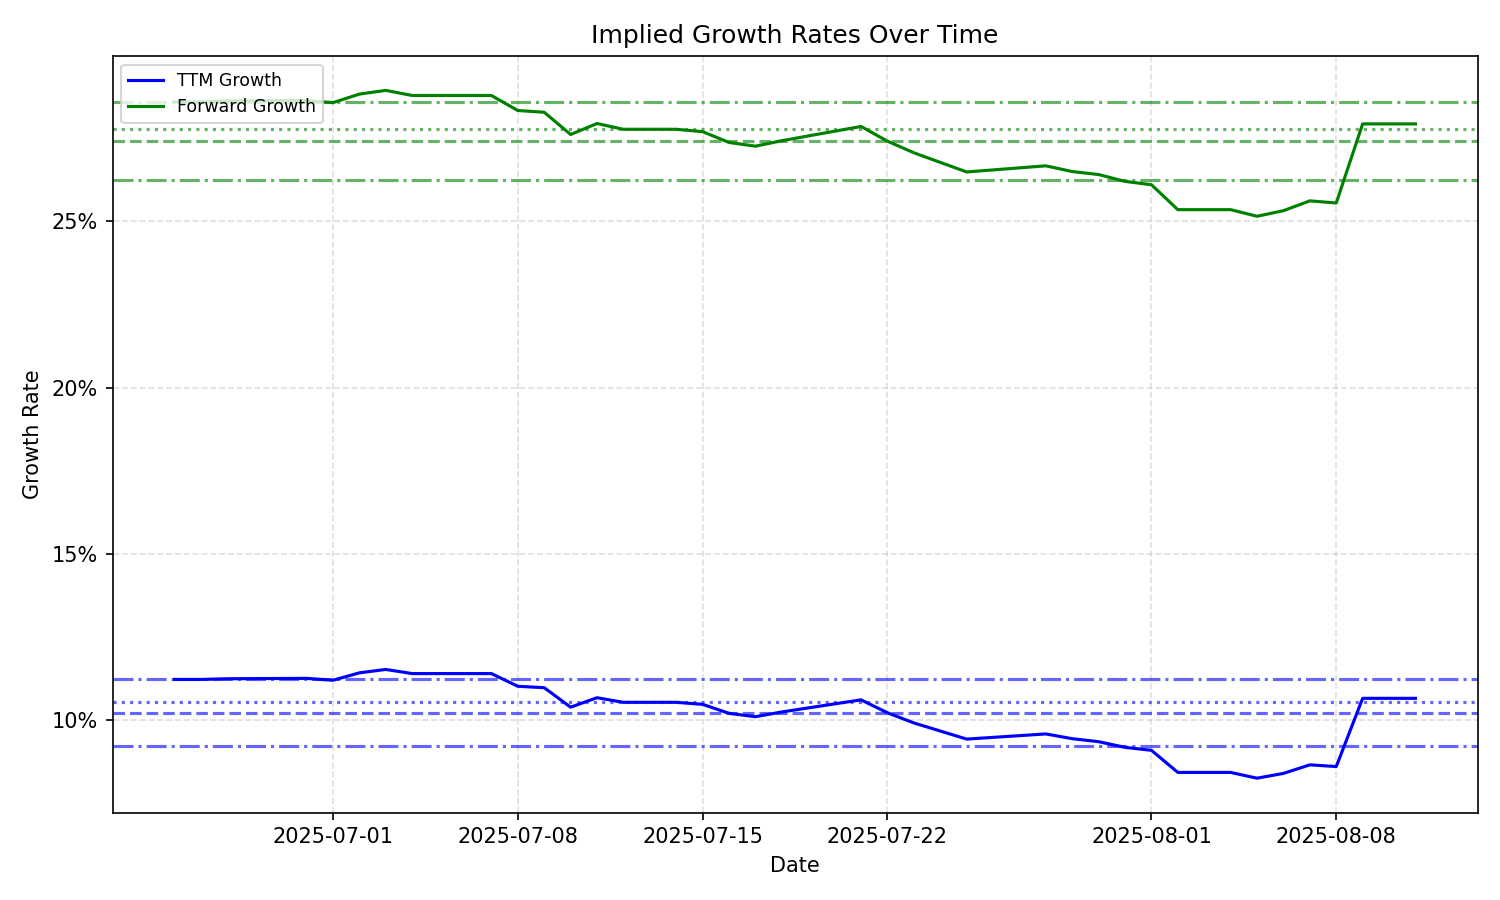 Implied Growth Rates Over Time
TTM Growth
Forward Growth
Growth Rate
25%
20%
15%
10%
2025-07-01
2025-07-08
2025-07-15
2025-07-22
2025-08-01
2025-08-08
Date